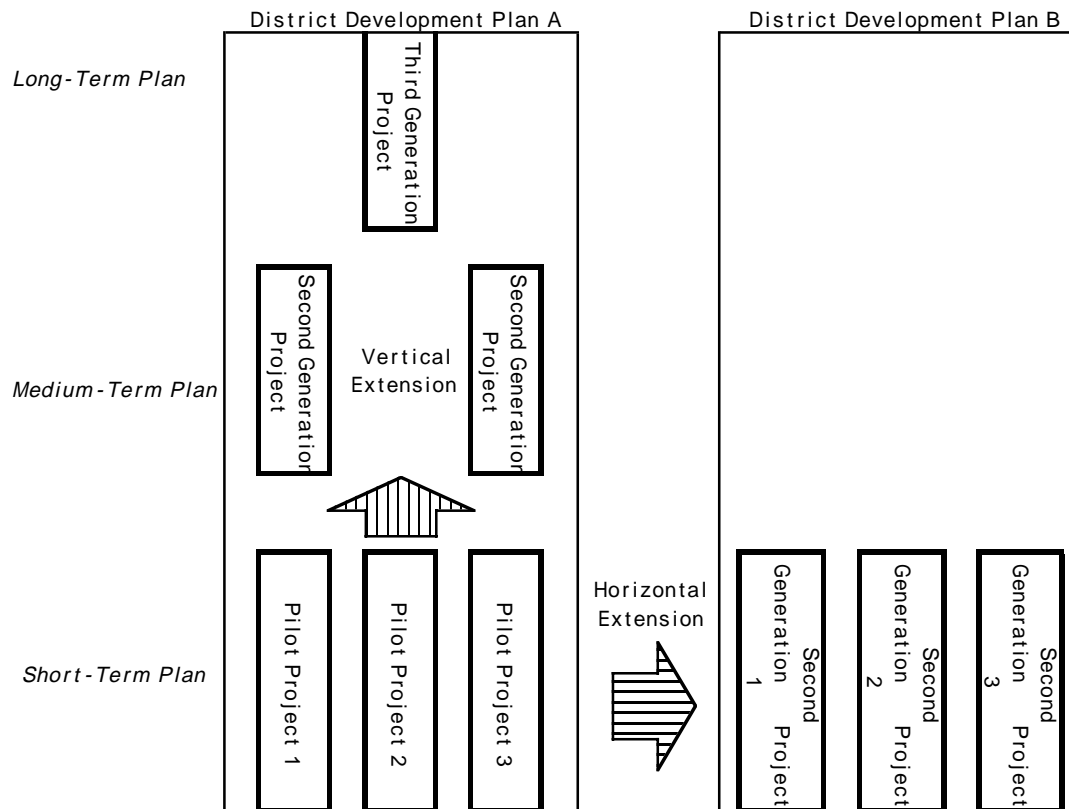 District Development Plan A
District Development Plan B
Long-Term Plan
Third Generation
Project
Second Generation
Project
Second Generation
Project
Vertical
Extension
Medium-Term Plan
Horizontal
Extension
Short-Term Plan
Pilot Project 1
Pilot Project 2
Pilot Project 3
Second
Generation Project
1
Second
Generation Project
2
Second
Generation Project
3